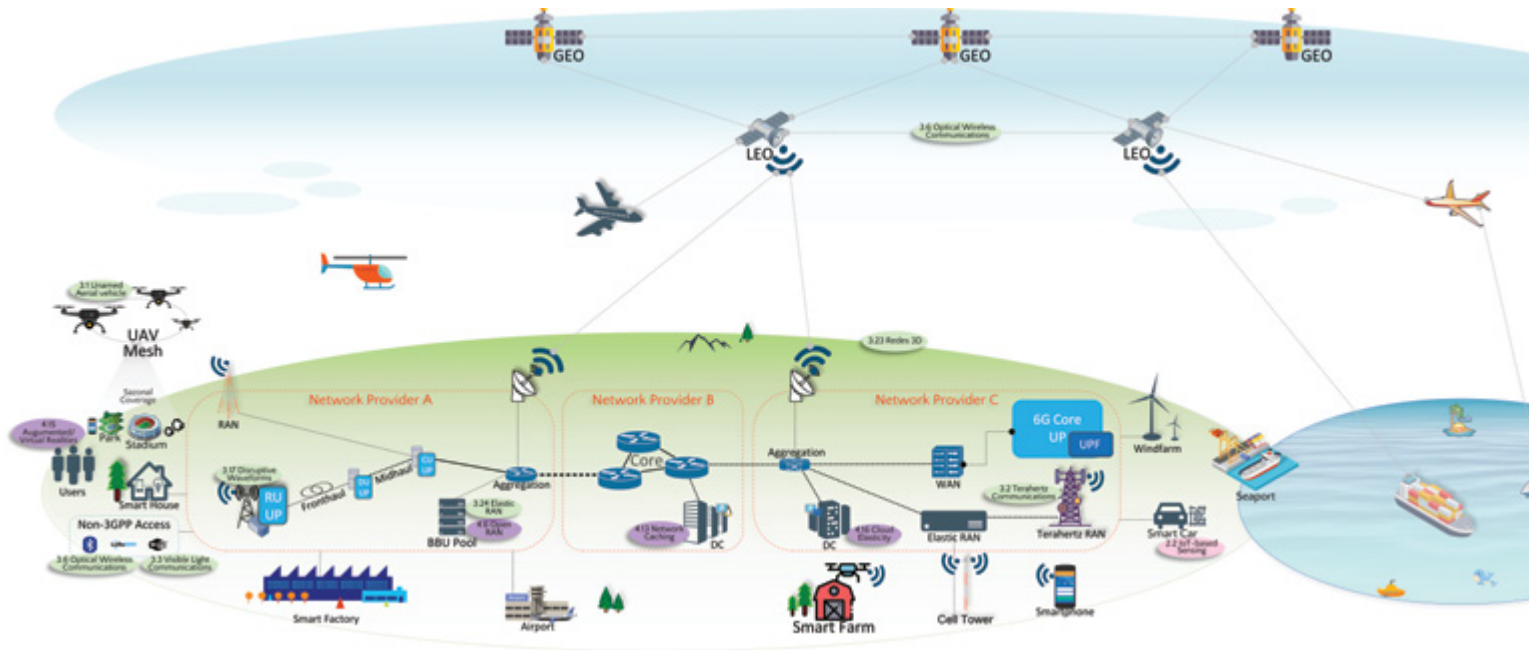 GEO
GEO
GEO
LEO
3.6 Optical Wireless
Communications
LEO
3.1 Unamed
Aerial vehicle
UAV
Mesh
Sazonal
Coverage
3.23 Redes 3D
4.15
Augmented/
Virtual Realities
Park
Stadium
Users
Smart House
RAN
Network Provider A
Network Provider B
Network Provider C
3.17 Disruptive
Waveforms
RU
UP
Fronthaul
DU
UP
Midhaul
CU
UP
Aggregation
3.24 Elastic
RAN
4.6 Open
RAN
BBU Pool
Core
4.13 Network
Caching
DC
Aggregation
4.16 Cloud
Elasticity
DC
WAN
6G Core
UP
UPF
Windfarm
3.2 Terahertz
Communications
Elastic RAN
Terahertz RAN
Smart Car
2.2 IoT-based
Sensing
Seaport
Non-3GPP Access
3.6 Optical Wireless
Communications
3.3 Visible Light
Communications
Smart Factory
Airport
Smart Farm
Cell Tower
Smartphone